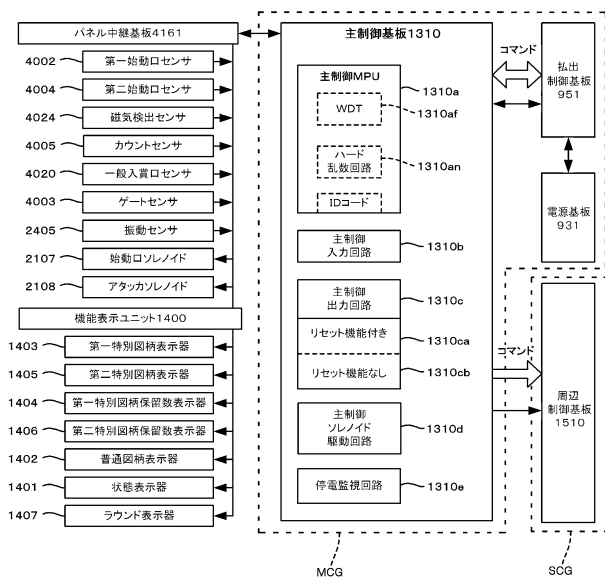 パネル中継基板4161
4002 第一始動口センサ
4004 第二始動口センサ
4024 磁気検出センサ
4005 カウントセンサ
4020 一般入賞口センサ
4003 ゲートセンサ
2405 振動センサ
2107 始動口ソレノイド
2108 アタッカソレノイド
機能表示ユニット1400
1403 第一特別図柄表示器
1405 第二特別図柄表示器
1404 第一特別図柄保留数表示器
1406 第二特別図柄保留数表示器
1402 普通図柄表示器
1401 状態表示器
1407 ラウンド表示器
主制御基板1310
主制御MPU
1310a
WDT
1310af
ハード
乱数回路
1310an
IDコード
主制御
入力回路
1310b
主制御
出力回路
1310c
リセット機能付き
1310ca
リセット機能なし
1310cb
主制御
ソレノイド
駆動回路
1310d
停電監視回路
1310e
MCG
コマンド
払出
制御基板
951
電源基板
931
コマンド
周辺
制御基板
1510
SCG